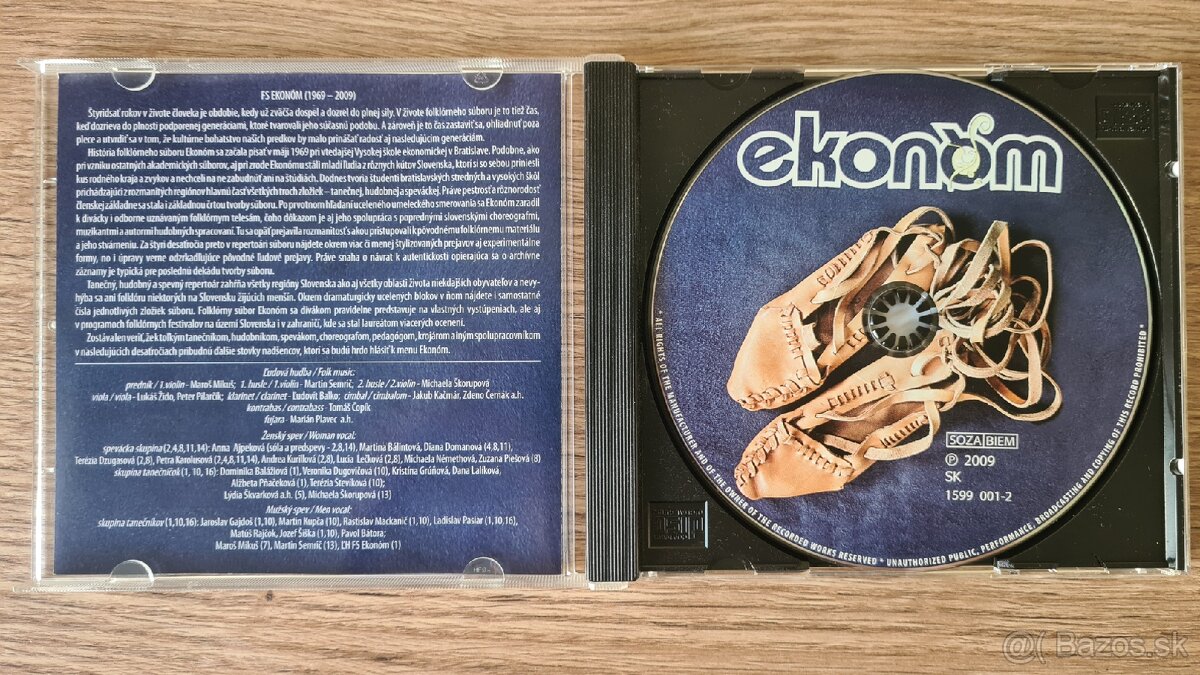 FS EKONÓM (1969 – 2009)
Štyridsať rokov v živote človeka je obdobie, kedy už zväčša dospel a dozrel do plnej sily. V živote folklórneho súboru je to tiež čas,
keď dozrieva do plnosti podporenej generáciami, ktoré tvarovali jeho súčasnú podobu. A zároveň je to čas zastaviť sa, ohliadnuť poza
plece a utvrdiť sa v tom, že kultúrne bohatstvo našich predkov by malo prinášať radosť aj nasledujúcim generáciám.
História folklórneho súboru Ekonóm sa začala písať v máji 1969 pri vtedajšej Vysokej škole ekonomickej v Bratislave. Podobne, ako
pri vzniku ostatných akademických súborov, aj pri zrode Ekonómu stáli mladí ľudia z rôznych kútov Slovenska, ktorí si so sebou priniesli
kus rodného kraja a zvykov a nechceli na ne zabudnúť ani na štúdiách. Dodnes tvoria študenti bratislavských stredných a vysokých škôl
prichádzajúci z rozmanitých regiónov hlavnú časť všetkých troch zložiek – tanečnej, hudobnej a speváckej. Práve pestrosť a rôznorodosť
členskej základne sa stala i základnou črtou tvorby súboru. Po prvotnom hľadaní uceleného umeleckého smerovania sa Ekonóm zaradil
k divácky i odborne uznávaným folklórnym telesám, čoho dôkazom je aj jeho spolupráca s poprednými slovenskými choreografmi,
muzikantmi a autormi hudobných spracovaní. Tu sa opäť prejavila rozmanitosť akou pristupovali k pôvodnému folklórnemu materiálu
a jeho stvárneniu. Za štyri desaťročia preto v repertoári súboru nájdete okrem viac či menej štylizovaných prejavov aj experimentálne
formy, no i úpravy verne odzrkadľujúce pôvodné ľudové prejavy. Práve snaha o návrat k autentickosti opierajúca sa o archívne
záznamy je typická pre poslednú dekádu tvorby súboru.
Tanečný, hudobný a spevný repertoár zahŕňa všetky regióny Slovenska ako aj všetky oblasti života niekdajších obyvateľov a nevy-
hýba sa ani folklóru niektorých na Slovensku žijúcich menšín. Okrem dramaturgicky ucelených blokov v ňom nájdete i samostatné
čísla jednotlivých zložiek súboru. Folklórny súbor Ekonóm sa divákom pravidelne predstavuje na vlastných vystúpeniach, ale aj
v programoch folklórnych festivalov na území Slovenska i v zahraničí, kde sa stal laureátom viacerých ocenení.
Zostáva len veriť, že k toľkým tanečníkom, hudobníkom, spevákom, choreografom, pedagógom, krojárom a iným spolupracovníkom
v nasledujúcich desaťročiach pribudnú ďalšie stovky nadšencov, ktorí sa budú hrdo hlásiť k menu Ekonóm.
Ľudová hudba / Folk music:
predník / 1.violin - Maroš Mikuš; 1. husle / 1.violin - Martin Semrič, 2. husle / 2.violin - Michaela Škorupová
viola / viola - Lukáš Žido, Peter Pilarčík; klarinet / clarinet - Ľudovít Balko; cimbal / cimbalom - Jakub Kačmár, Zdeno Černák a.h.
kontrabas / contrabass - Tomáš Čopík
fujara - Marián Plavec a.h.
Ženský spev / Woman vocal:
spevácka skupina (2,4,8,11,14): Anna Ajpeková (sóla a predspevy - 2,8,14), Martina Bálintová, Diana Domanová (4,8,11),
Terézia Dzugasová (2,8), Petra Karolusová (2,4,8,11,14), Andrea Kurillová (2,8), Lucia Lečková (2,8), Michaela Némethová, Zuzana Piešová (8)
skupina tanečníčok (1, 10, 16): Dominika Balážiová (1), Veronika Dugovičová (10), Kristína Grúňová, Dana Lalíková,
Alžbeta Pňačeková (1), Terézia Stevíková (10);
Lýdia Škvarková a.h. (5), Michaela Škorupová (13)
Mužský spev / Men vocal:
skupina tanečníkov (1,10,16): Jaroslav Gajdoš (1,10), Martin Kupča (10), Rastislav Mackanič (1,10), Ladislav Pasiar (1,10,16),
Matúš Rajčok, Jozef Šiška (1,10), Pavol Bátora;
Maroš Mikuš (7), Martin Semrič (13), ĽH FS Ekonóm (1)
ekonóm
SOZA BIEM
Ⓟ 2009
SK
1599 001-2
* ALL RIGHTS OF THE MANUFACTURER AND OF THE OWNER OF THE RECORDED WORKS RESERVED * UNAUTHORIZED PUBLIC, PERFORMANCE, BROADCASTING AND COPYING OF THIS RECORD PROHIBITED *
@( Bazos.sk